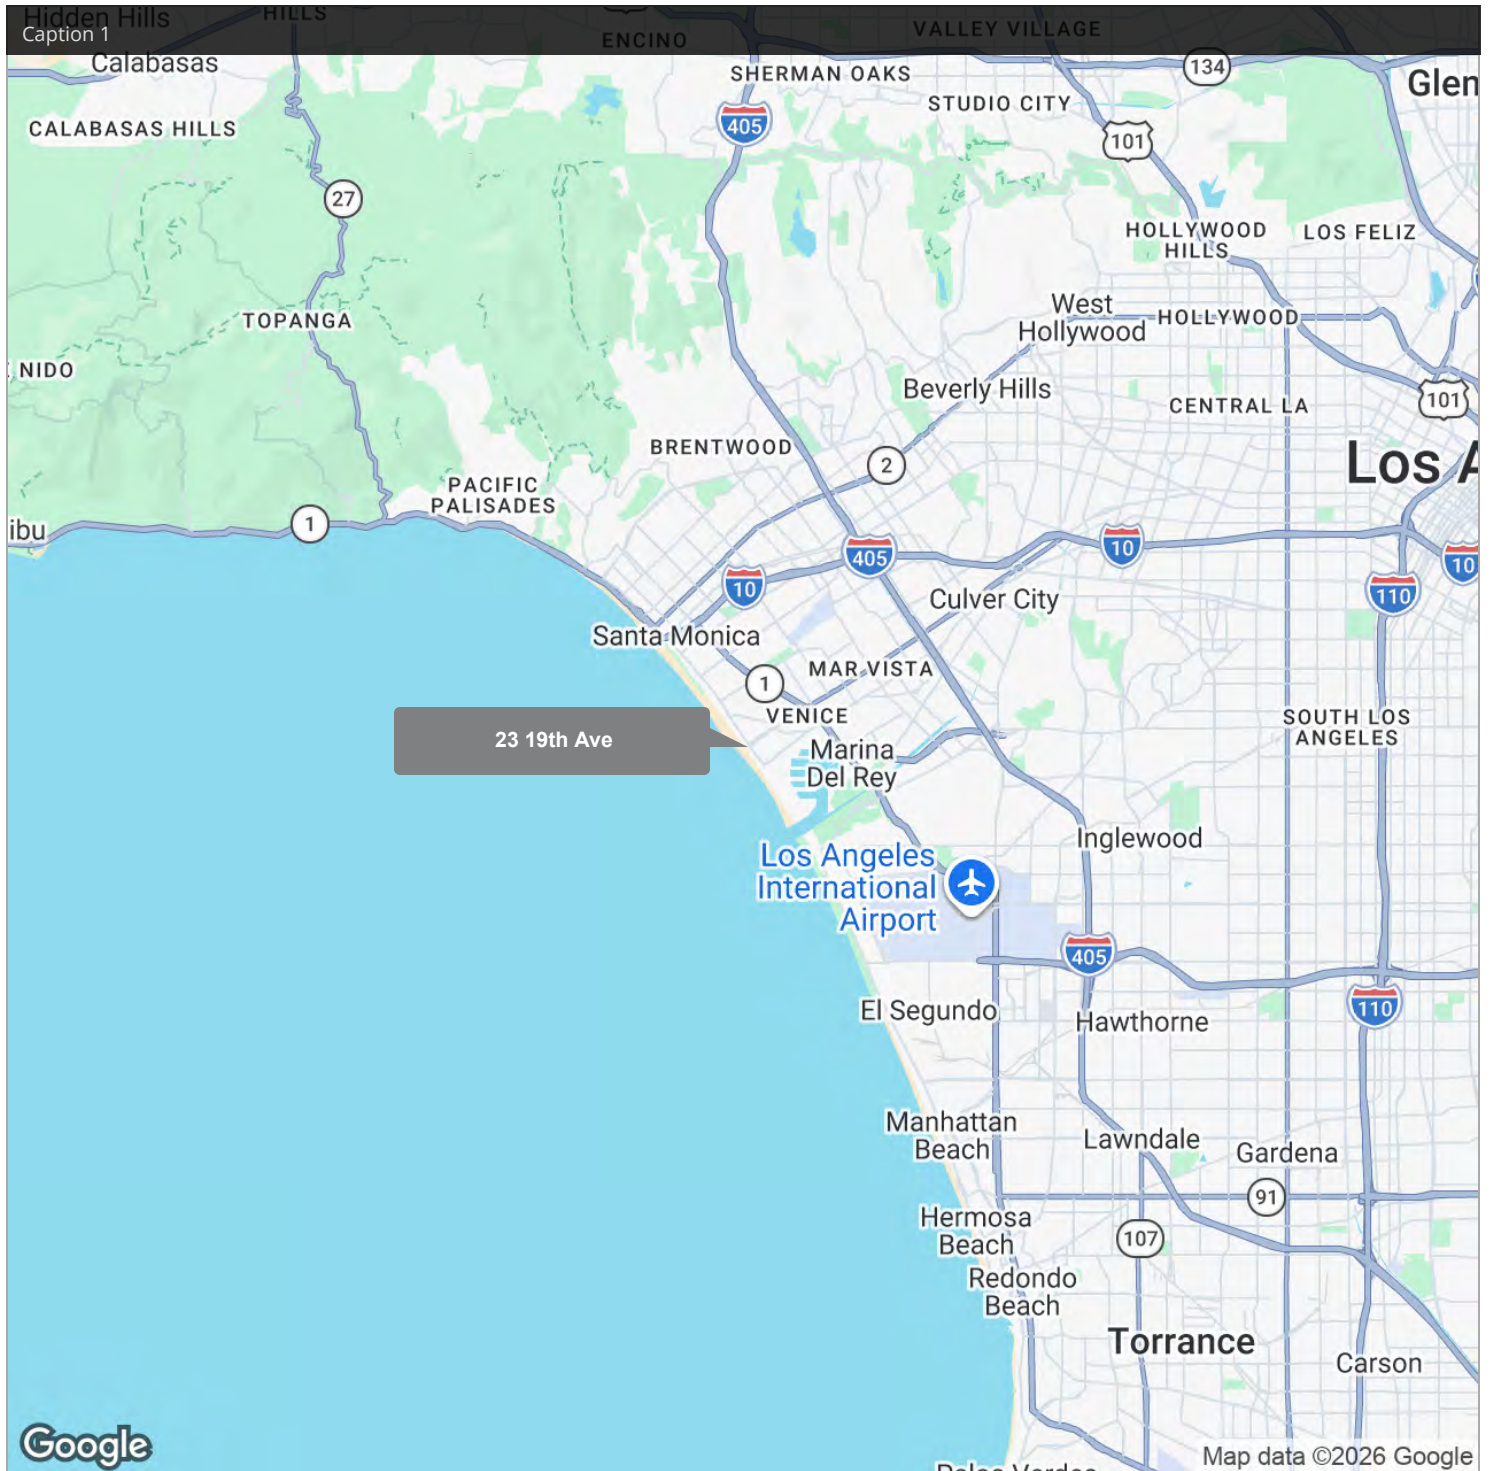 Hidden Hills
HILLS
Caption 1
ENCINO
VALLEY VILLAGE
Calabasas
SHERMAN OAKS
134
Glen
STUDIO CITY
CALABASAS HILLS
405
101
27
HOLLYWOOD
HILLS
LOS FELIZ
TOPANGA
West
Hollywood
HOLLYWOOD
NIDO
Beverly Hills
CENTRAL LA
101
BRENTWOOD
2
Los A
PACIFIC
PALISADES
ibu
1
405
10
10
10
110
Culver City
Santa Monica
MAR VISTA
1
VENICE
SOUTH LOS
ANGELES
23 19th Ave
Marina
Del Rey
Inglewood
Los Angeles
International
Airport
405
El Segundo
Hawthorne
110
Manhattan
Beach
Lawndale
Gardena
91
Hermosa
Beach
107
Redondo
Beach
Torrance
Carson
Google
Map data ©2026 Google